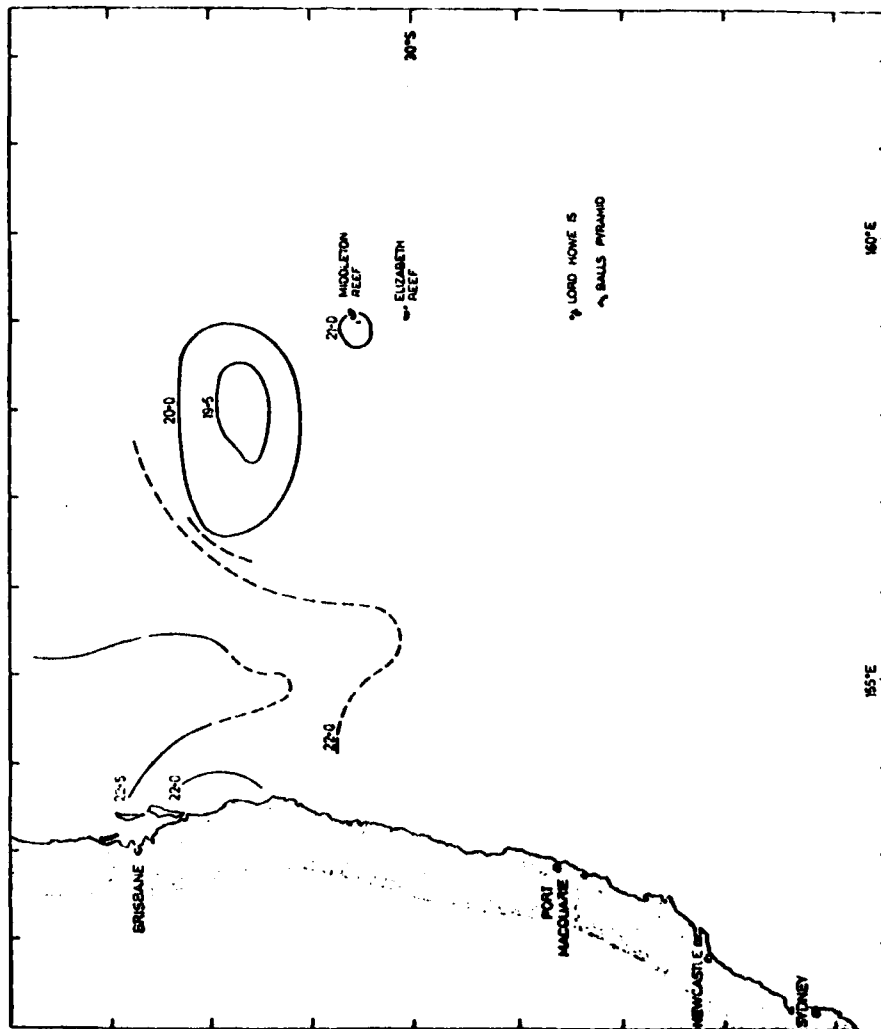 30°S
160°E
155°E
MIDDLETON
REEF
ELIZABETH
REEF
LORD HOWE IS
BALLS PYRAMID
21·0
20·0
19·5
22·0
22·5
22·0
BRISBANE
PORT
MACQUARIE
NEWCASTLE
SYDNEY